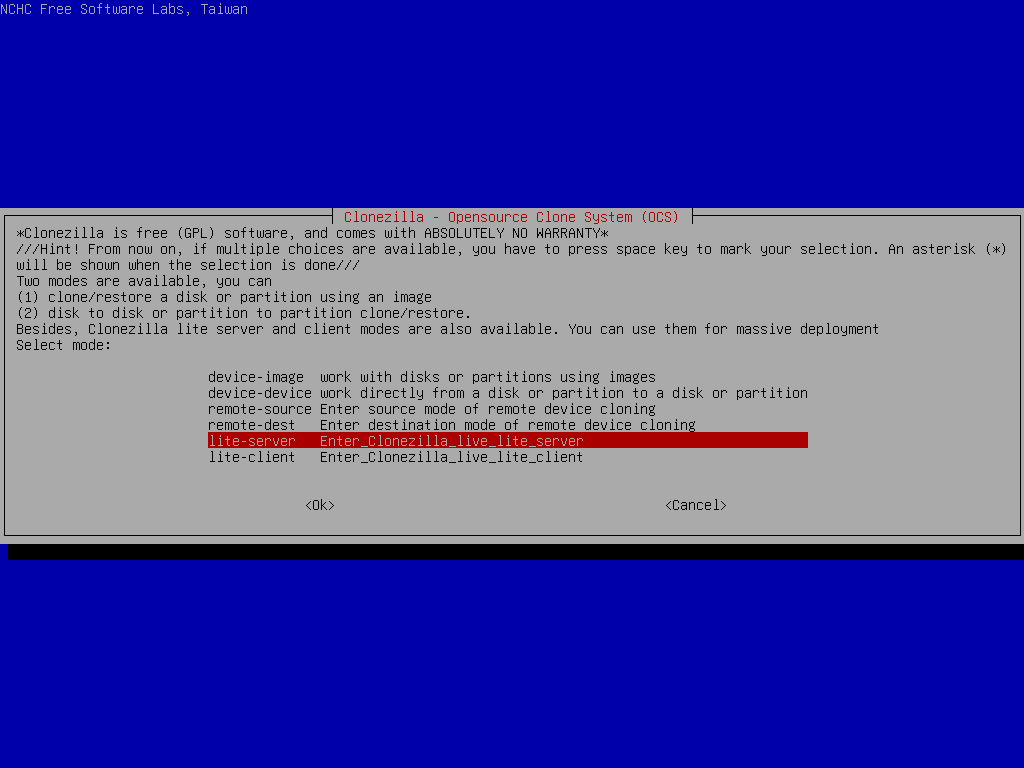 NCHC Free Software Labs, Taiwan
Clonezilla - Opensource Clone System (OCS)
*Clonezilla is free (GPL) software, and comes with ABSOLUTELY NO WARRANTY*
///Hint! From now on, if multiple choices are available, you have to press space key to mark your selection. An asterisk (*)
will be shown when the selection is done///
Two modes are available, you can
(1) clone/restore a disk or partition using an image
(2) disk to disk or partition to partition clone/restore.
Besides, Clonezilla lite server and client modes are also available. You can use them for massive deployment
Select mode:
device-image work with disks or partitions using images
device-device work directly from a disk or partition to a disk or partition
remote-source Enter source mode of remote device cloning
remote-dest Enter destination mode of remote device cloning
lite-server Enter_Clonezilla_live_lite_server
lite-client Enter_Clonezilla_live_lite_client
<Ok> <Cancel>